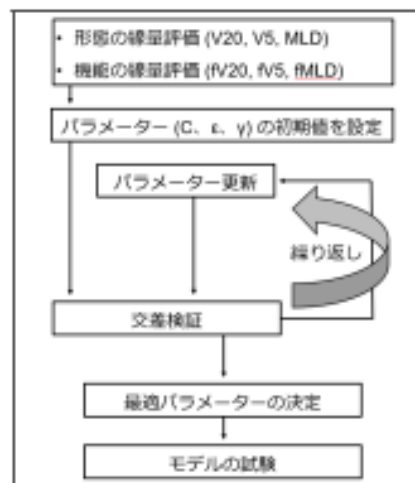 • 形態の線量評価 (V20, V5, MLD)
• 機能の線量評価 (fV20, fV5, fMLD)
パラメーター (C、ε、γ) の初期値を設定
パラメーター更新
繰り返し
交差検証
最適パラメーターの決定
モデルの試験